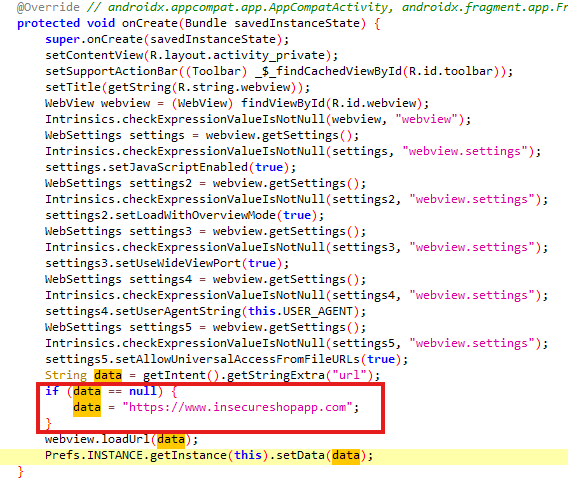 @Override // androidx.appcompat.app.AppCompatActivity, androidx.fragment.app.Fr
protected void onCreate(Bundle savedInstanceState) {
super.onCreate(savedInstanceState);
setContentView(R.layout.activity_private);
setSupportActionBar((Toolbar) _$_findCachedViewById(R.id.toolbar));
setTitle(getString(R.string.webview));
WebView webview = (WebView) findViewById(R.id.webview);
Intrinsics.checkExpressionValueIsNotNull(webview, "webview");
WebSettings settings = webview.getSettings();
Intrinsics.checkExpressionValueIsNotNull(settings, "webview.settings");
settings.setJavaScriptEnabled(true);
WebSettings settings2 = webview.getSettings();
Intrinsics.checkExpressionValueIsNotNull(settings2, "webview.settings");
settings2.setLoadWithOverviewMode(true);
WebSettings settings3 = webview.getSettings();
Intrinsics.checkExpressionValueIsNotNull(settings3, "webview.settings");
settings3.setUseWideViewPort(true);
WebSettings settings4 = webview.getSettings();
Intrinsics.checkExpressionValueIsNotNull(settings4, "webview.settings");
settings4.setUserAgentString(this.USER_AGENT);
WebSettings settings5 = webview.getSettings();
Intrinsics.checkExpressionValueIsNotNull(settings5, "webview.settings");
settings5.setAllowUniversalAccessFromFileURLs(true);
String data = getIntent().getStringExtra("url");
if (data == null) {
data = "https://www.insecureshopapp.com";
}
webview.loadUrl(data);
Prefs.INSTANCE.getInstance(this).setData(data);
}